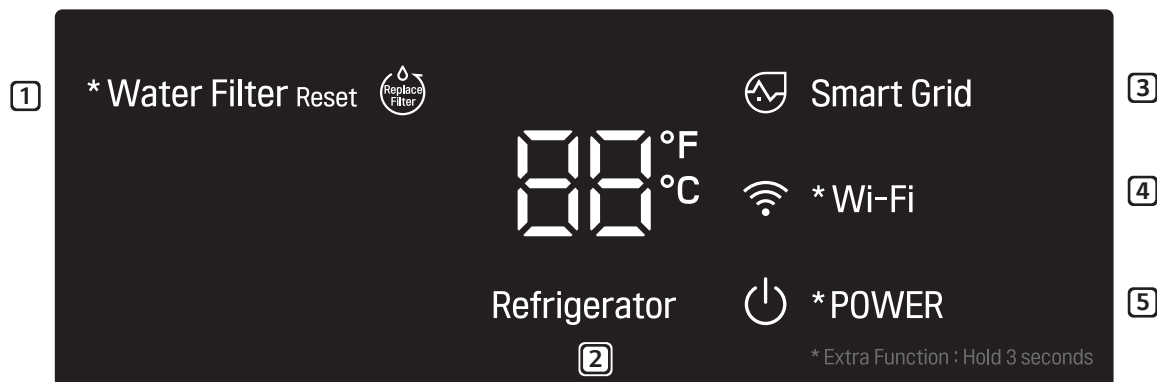 1
* Water Filter Reset
Replace
Filter
88 °F
°C
Refrigerator
2
Smart Grid
3
* Wi-Fi
4
* POWER
5
* Extra Function : Hold 3 seconds